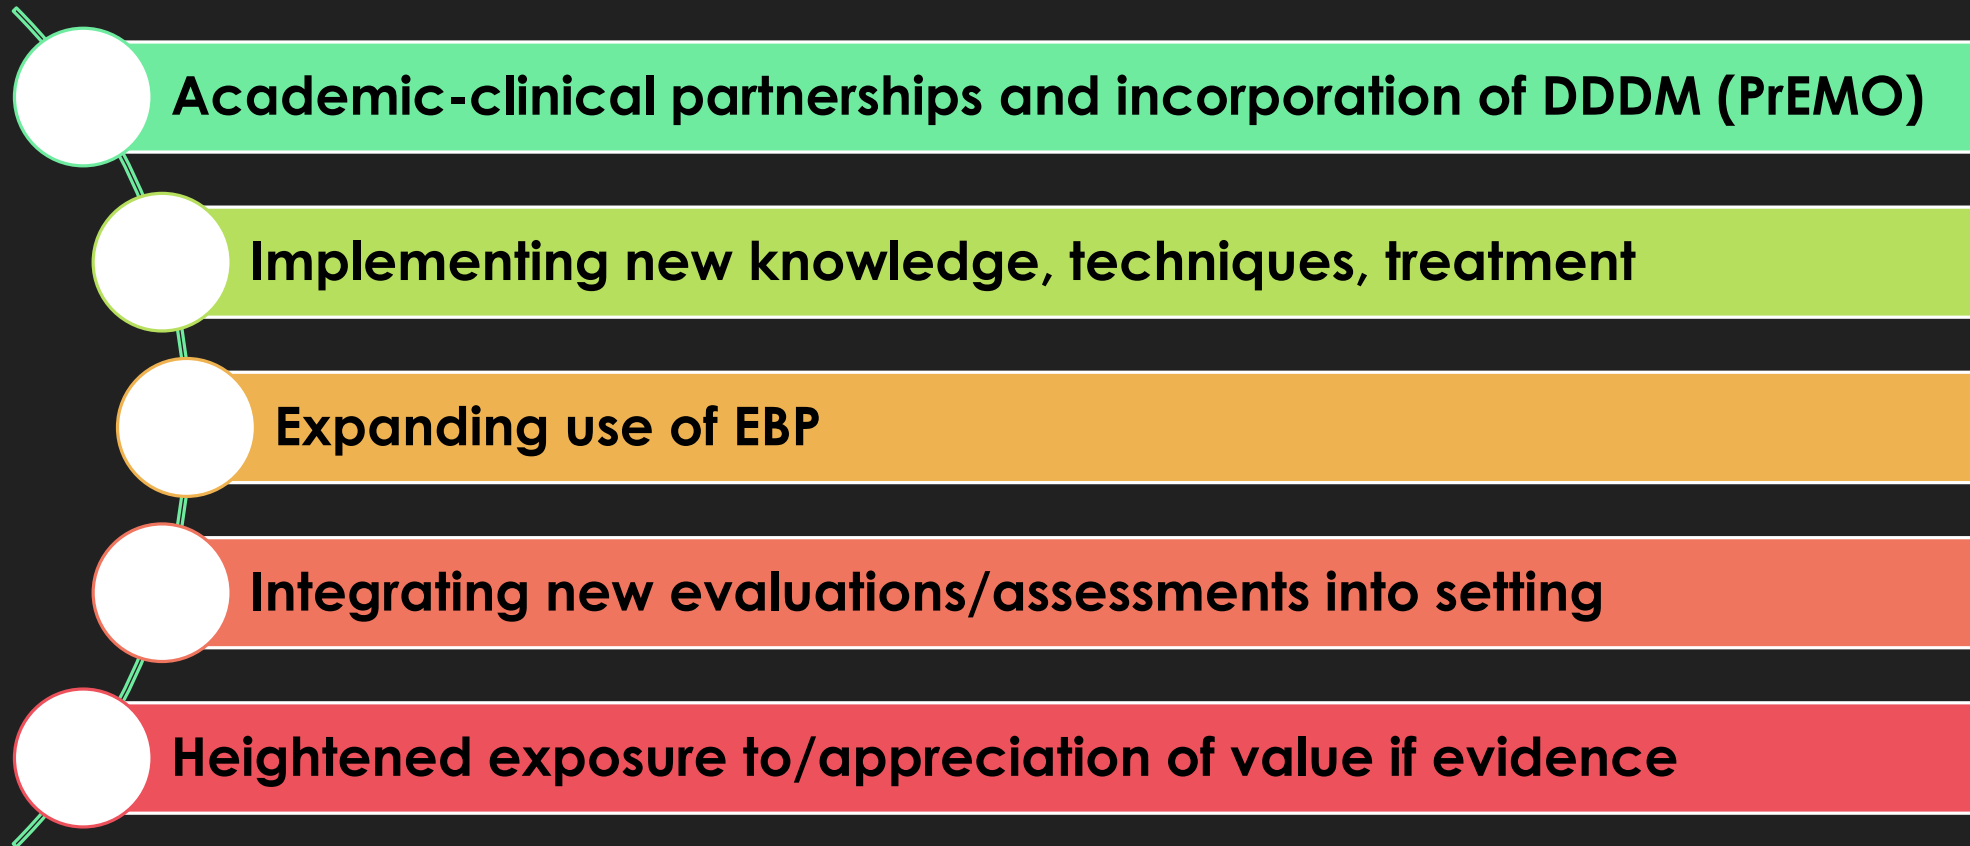 Academic-clinical partnerships and incorporation of DDDM (PrEMO)
Implementing new knowledge, techniques, treatment
Expanding use of EBP
Integrating new evaluations/assessments into setting
Heightened exposure to/appreciation of value if evidence